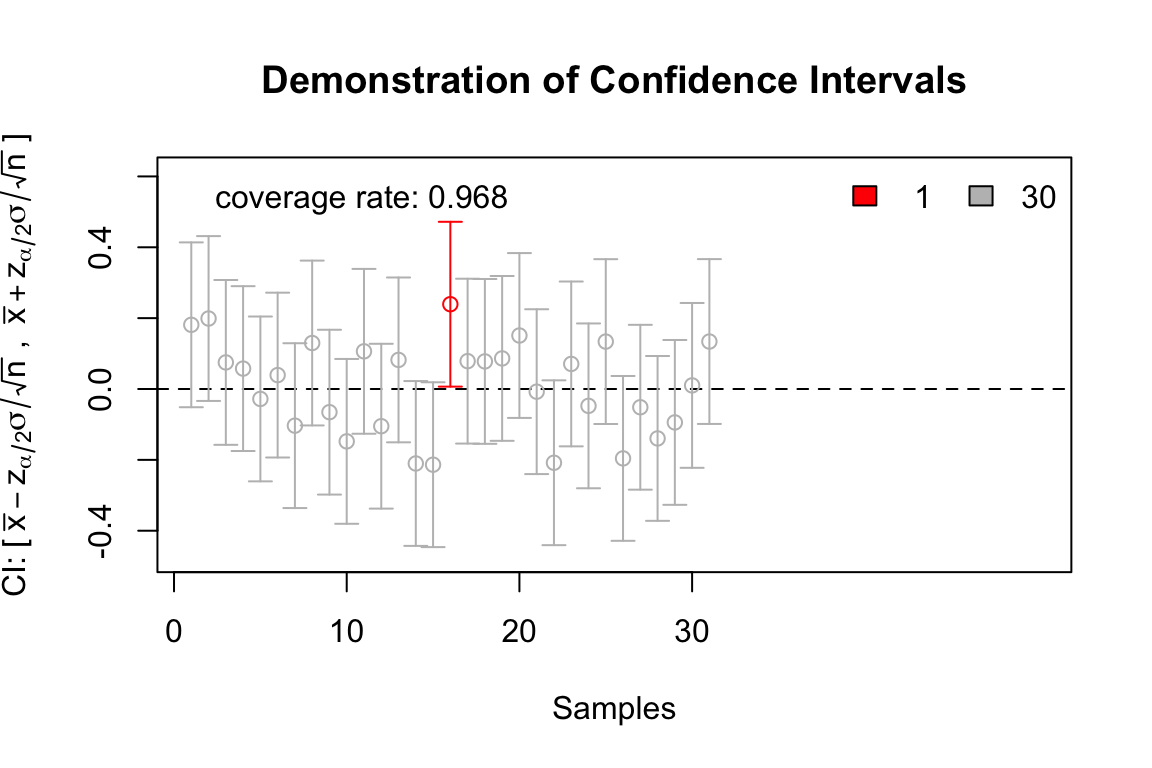 Demonstration of Confidence Intervals
CI: [ x̅ − zα/2σ/√n , x̅ + zα/2σ/√n ]
coverage rate: 0.968
1
30
0.4
0.0
-0.4
0
10
20
30
Samples